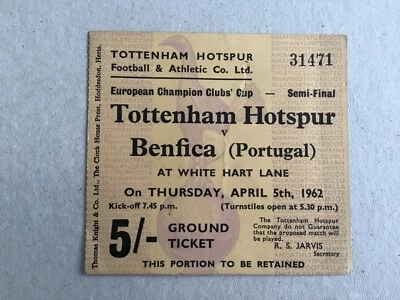 TOTTENHAM HOTSPUR
Football & Athletic Co. Ltd.
31471
European Champion Clubs' Cup — Semi-Final
Tottenham Hotspur
v
Benfica (Portugal)
AT WHITE HART LANE
On THURSDAY, APRIL 5th, 1962
Kick-off 7.45 p.m. (Turnstiles open at 5.30 p.m.)
5/- GROUND
TICKET
The Tottenham Hotspur
Company do not Guarantee
that the proposed match will
be played.
R. S. JARVIS
Secretary
THIS PORTION TO BE RETAINED
Thomas Knight & Co. Ltd., The Clock House Press, Hoddesdon, Herts.